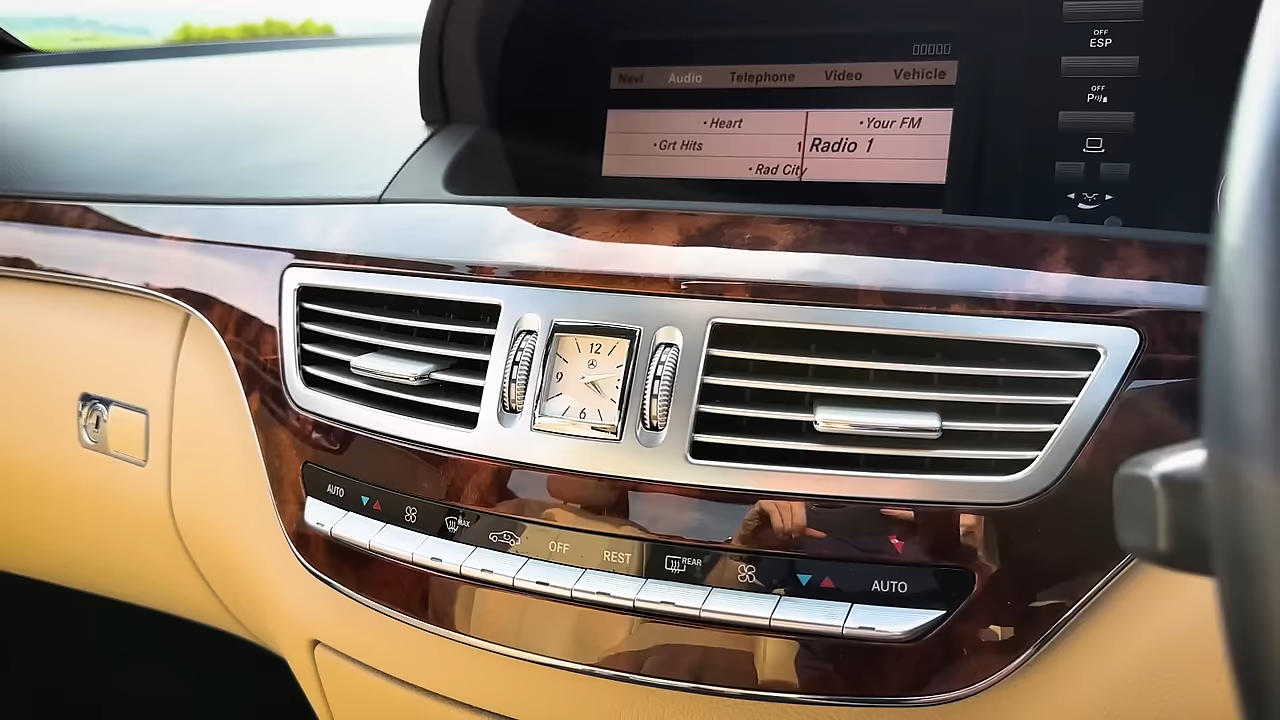 OFF
ESP
Navi Audio Telephone Video Vehicle
OFF
P
• Heart • Your FM
• Grt Hits 1 Radio 1
• Rad City
12
9
6
AUTO MAX OFF REST REAR AUTO